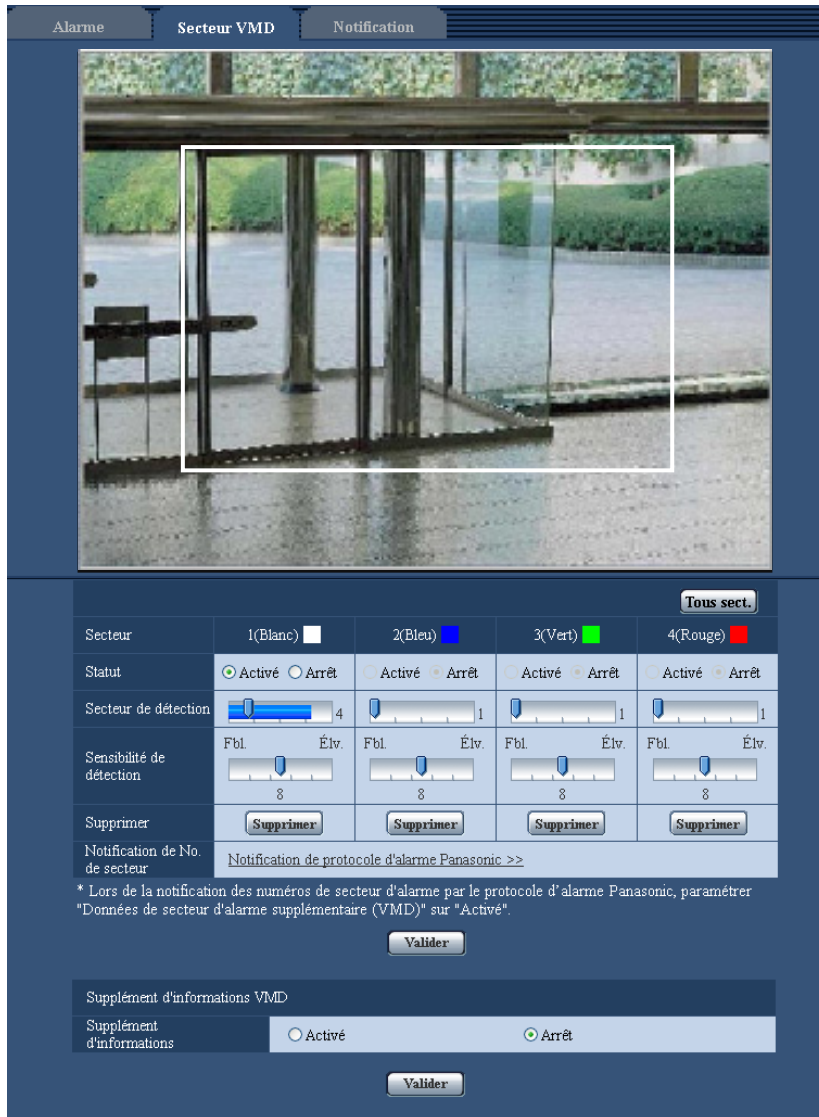 Alarme Secteur VMD Notification
Tous sect.
Secteur 1(Blanc) 2(Bleu) 3(Vert) 4(Rouge)
Statut Activé Arrêt Activé Arrêt Activé Arrêt Activé Arrêt
Secteur de détection 4 1 1 1
Sensibilité de
détection
Fbl. Élv. Fbl. Élv. Fbl. Élv. Fbl. Élv.
8 8 8 8
Supprimer Supprimer Supprimer Supprimer Supprimer
Notification de No.
de secteur
Notification de protocole d'alarme Panasonic >>
* Lors de la notification des numéros de secteur d'alarme par le protocole d’alarme Panasonic, paramétrer
"Données de secteur d'alarme supplémentaire (VMD)" sur "Activé".
Valider
Supplément d'informations VMD
Supplément
d'informations
Activé Arrêt
Valider